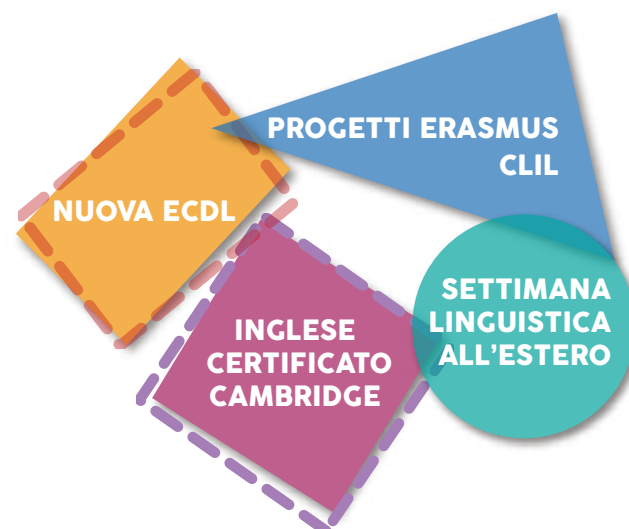 PROGETTI ERASMUS
CLIL
NUOVA ECDL
SETTIMANA
LINGUISTICA
ALL'ESTERO
INGLESE
CERTIFICATO
CAMBRIDGE